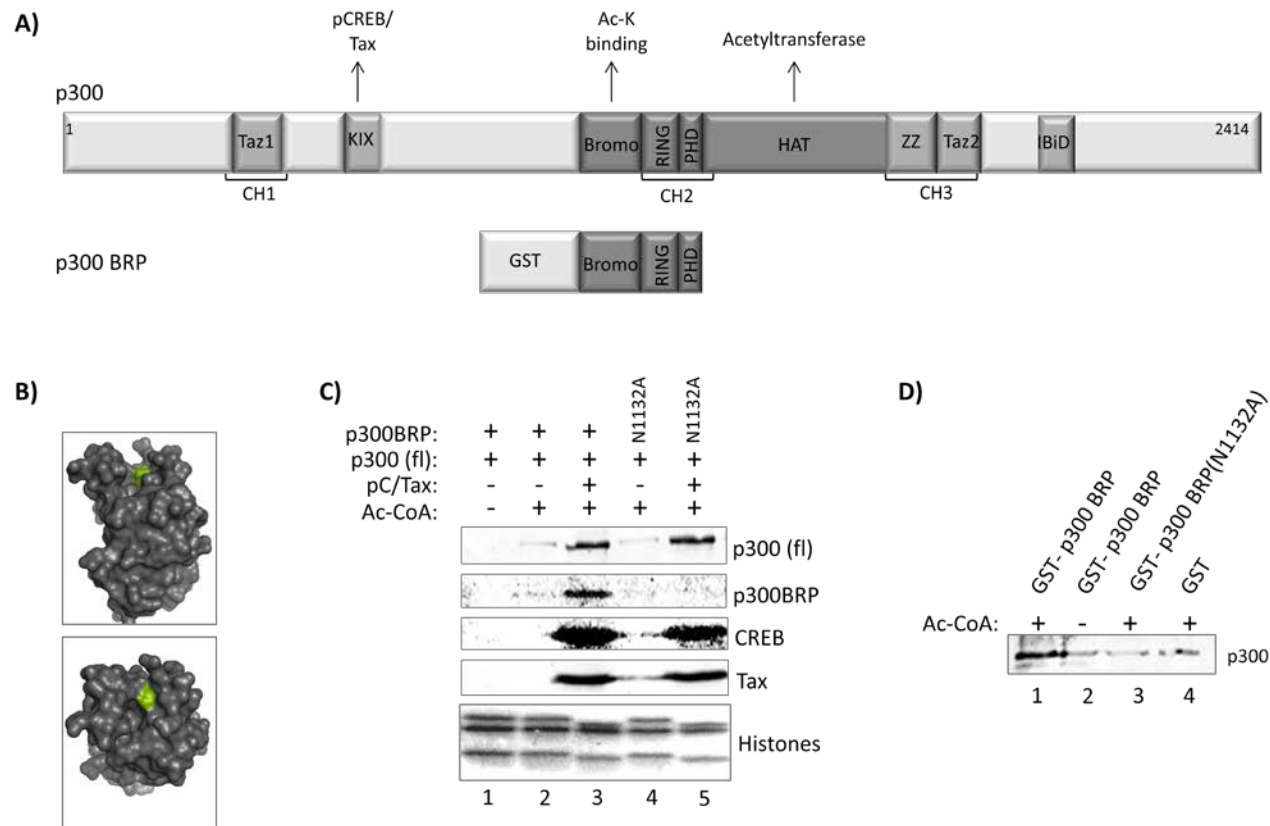 A)
pCREB/
Tax
Ac-K
binding
Acetyltransferase
p300
1
Taz1
KIX
Bromo
RING
PHD
HAT
ZZ
Taz2
IBiD
2414
CH1
CH2
CH3
p300 BRP
GST
Bromo
RING
PHD
B)
C)
p300BRP: + + + N1132A N1132A
p300 (fl): + + + + +
pC/Tax: - - + - +
Ac-CoA: - + + + +
p300 (fl)
p300BRP
CREB
Tax
Histones
1 2 3 4 5
D)
GST- p300 BRP
GST- p300 BRP
GST- p300 BRP(N1132A)
GST
Ac-CoA: + - + +
p300
1 2 3 4